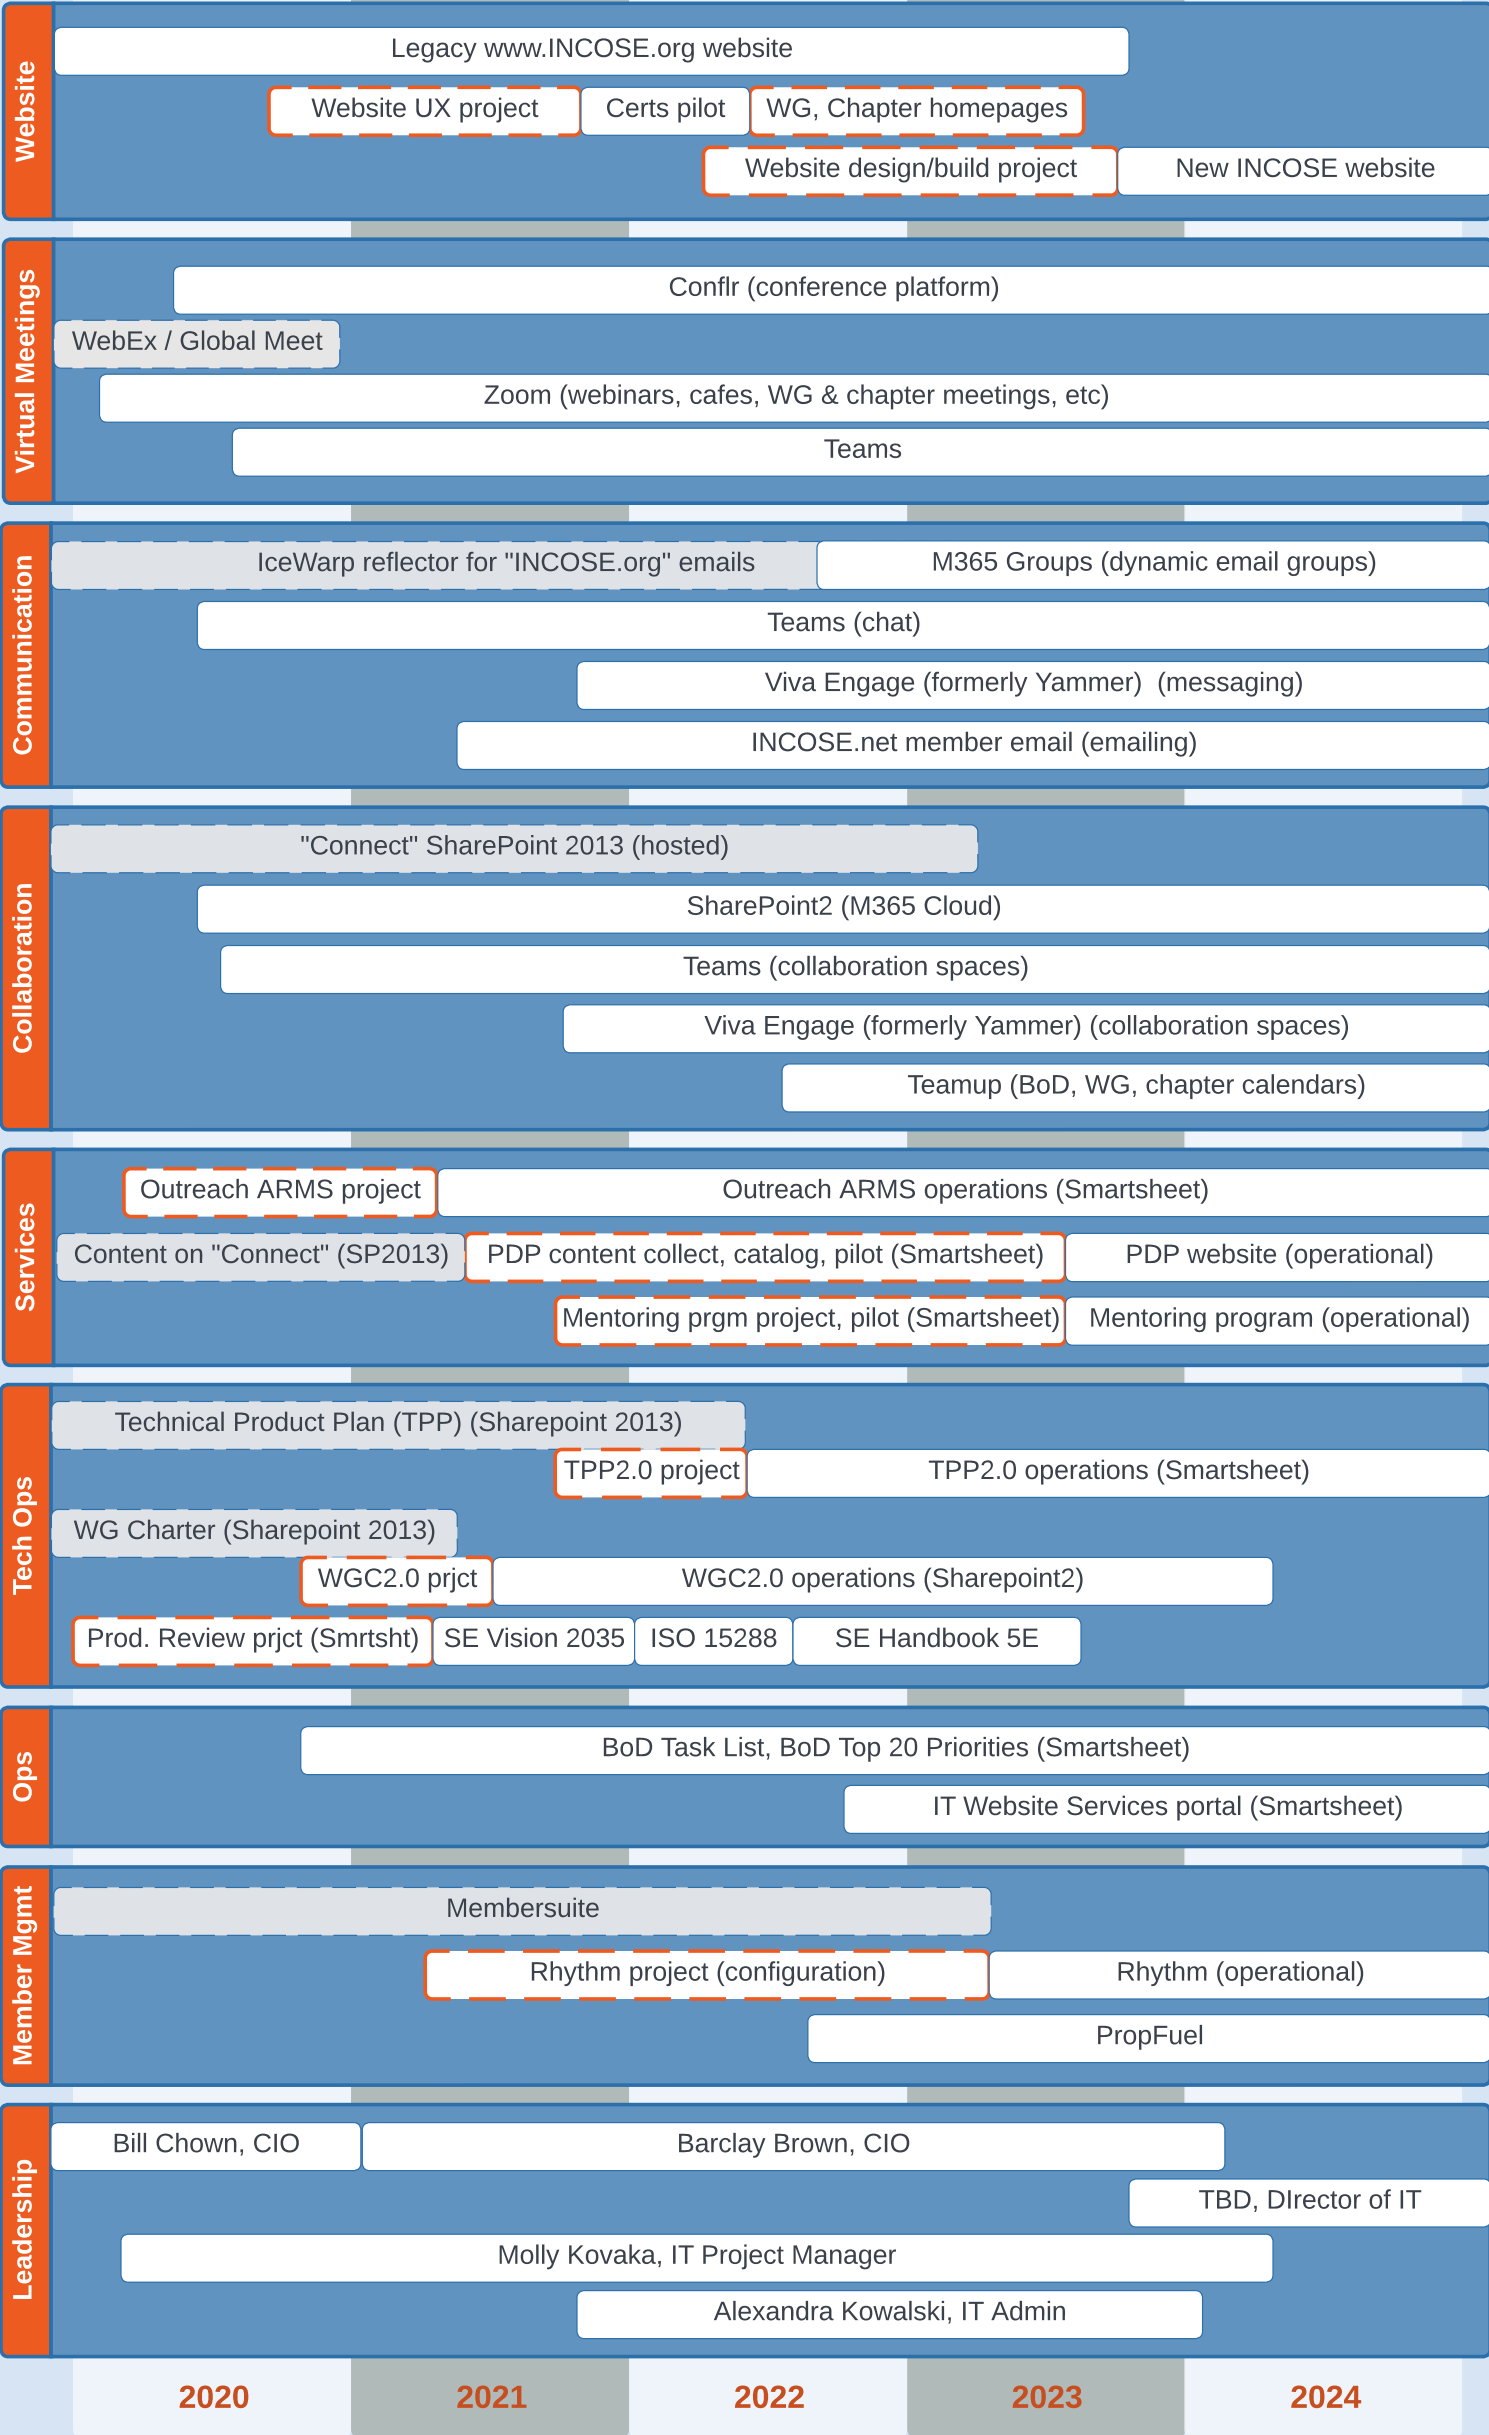 Website
Legacy www.INCOSE.org website
Website UX project
Certs pilot
WG, Chapter homepages
Website design/build project
New INCOSE website
Virtual Meetings
Conflr (conference platform)
WebEx / Global Meet
Zoom (webinars, cafes, WG & chapter meetings, etc)
Teams
Communication
IceWarp reflector for "INCOSE.org" emails
M365 Groups (dynamic email groups)
Teams (chat)
Viva Engage (formerly Yammer)  (messaging)
INCOSE.net member email (emailing)
Collaboration
"Connect" SharePoint 2013 (hosted)
SharePoint2 (M365 Cloud)
Teams (collaboration spaces)
Viva Engage (formerly Yammer) (collaboration spaces)
Teamup (BoD, WG, chapter calendars)
Services
Outreach ARMS project
Outreach ARMS operations (Smartsheet)
Content on "Connect" (SP2013)
PDP content collect, catalog, pilot (Smartsheet)
PDP website (operational)
Mentoring prgm project, pilot (Smartsheet)
Mentoring program (operational)
Tech Ops
Technical Product Plan (TPP) (Sharepoint 2013)
TPP2.0 project
TPP2.0 operations (Smartsheet)
WG Charter (Sharepoint 2013)
WGC2.0 prjct
WGC2.0 operations (Sharepoint2)
Prod. Review prjct (Smrtsht)
SE Vision 2035
ISO 15288
SE Handbook 5E
Ops
BoD Task List, BoD Top 20 Priorities (Smartsheet)
IT Website Services portal (Smartsheet)
Member Mgmt
Membersuite
Rhythm project (configuration)
Rhythm (operational)
PropFuel
Leadership
Bill Chown, CIO
Barclay Brown, CIO
TBD, DIrector of IT
Molly Kovaka, IT Project Manager
Alexandra Kowalski, IT Admin
2020
2021
2022
2023
2024